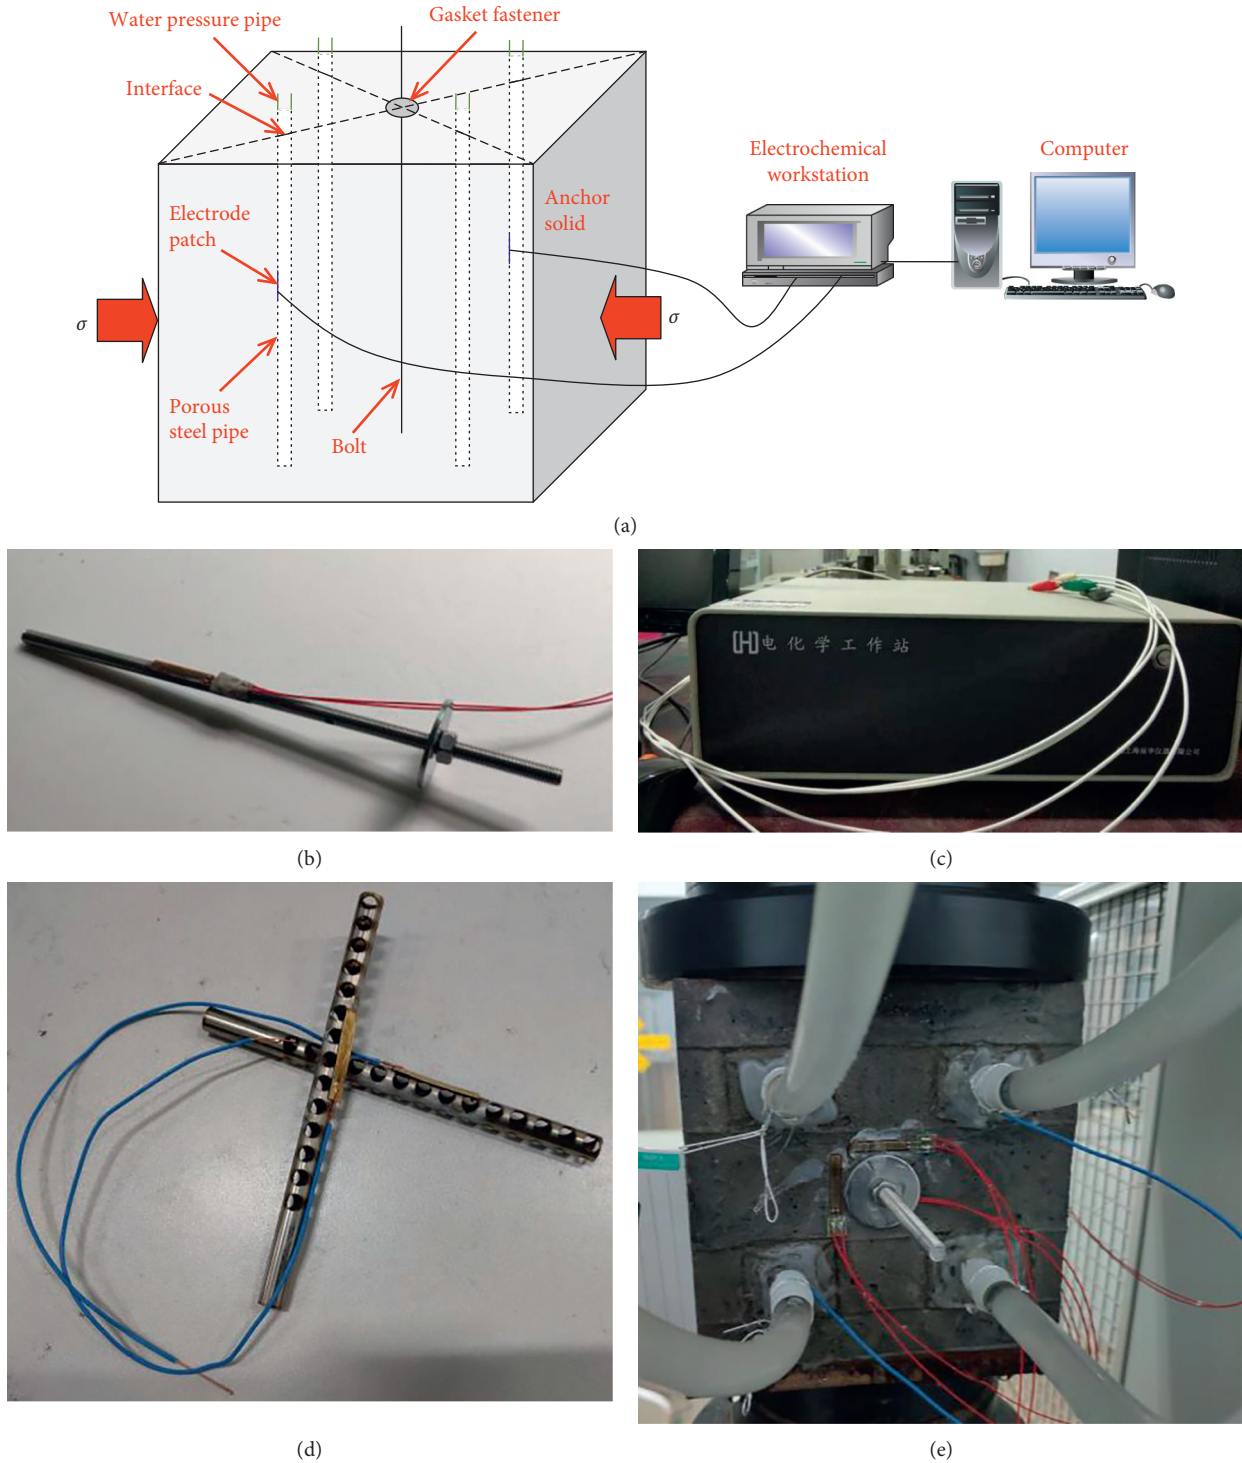 Water pressure pipe
Gasket fastener
Interface
Electrochemical
workstation
Computer
Electrode
patch
Anchor
solid
σ
σ
Porous
steel pipe
Bolt
(a)
电化学工作站
(b)
(c)
(d)
(e)